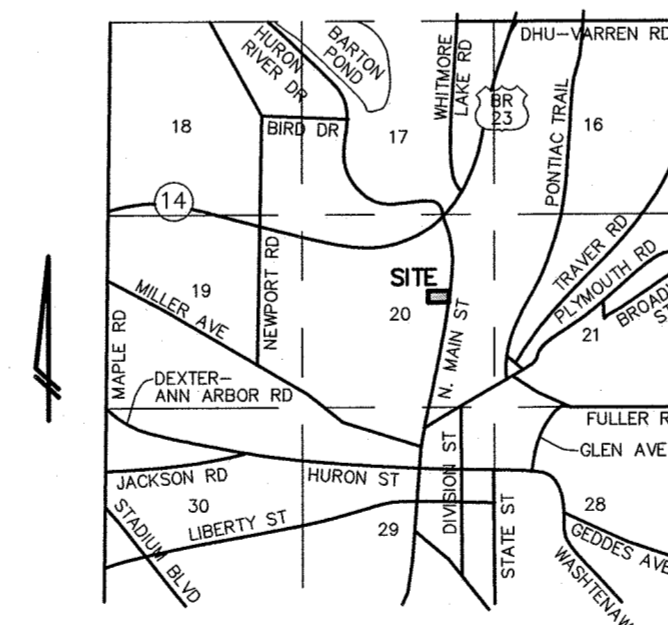 DHU-VARREN RD
HURON
RIVER DR
BARTON
POND
WHITMORE
LAKE RD
BR
23
PONTIAC TRAIL
16
18
BIRD DR
17
14
NEWPORT RD
TRAVER RD
PLYMOUTH RD
SITE
19
MILLER AVE
20
N. MAIN ST
21
BROAD
ST
MAPLE RD
DEXTER-
ANN ARBOR RD
FULLER R
GLEN AVE
JACKSON RD
HURON ST
DIVISION ST
STATE ST
30
LIBERTY ST
29
28
STADIUM BLVD
GEDDES AVE
WASHTENAW